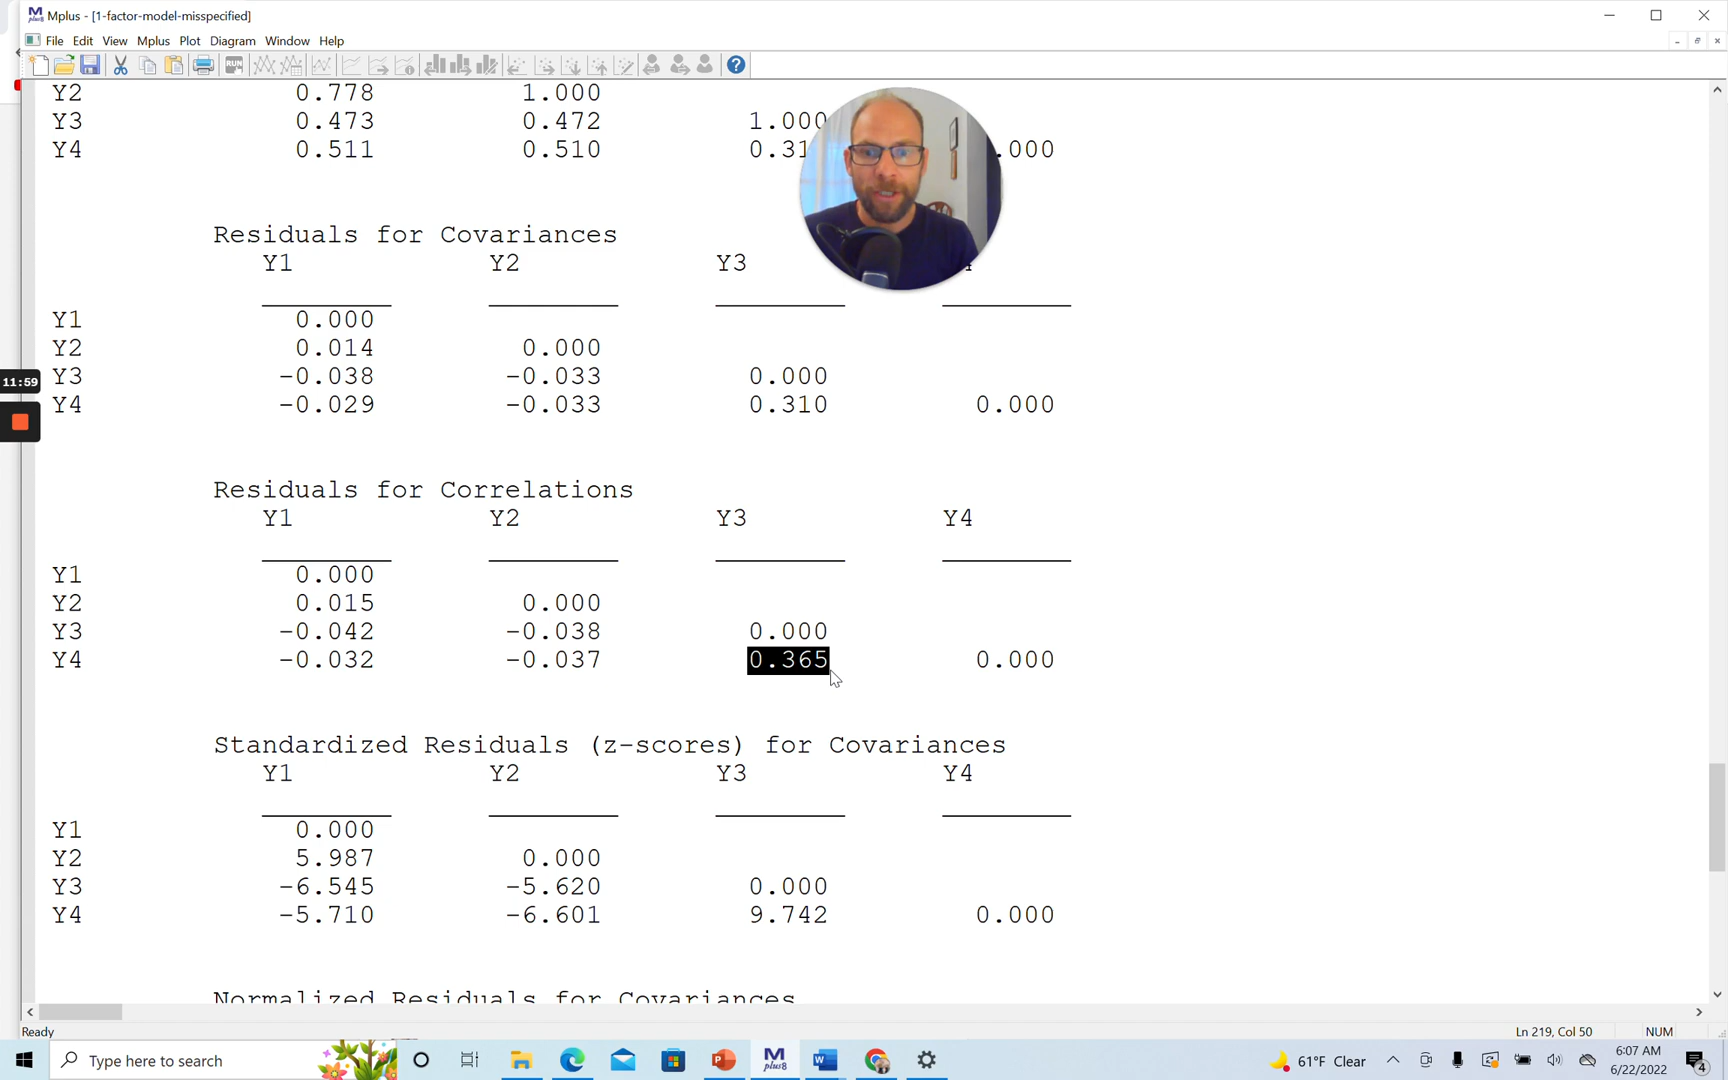 Mplus - [1-factor-model-misspecified]
File Edit View Mplus Plot Diagram Window Help
Y2 0.778 1.000
Y3 0.473 0.472 1.000
Y4 0.511 0.510 0.31 .000
Residuals for Covariances
Y1 Y2 Y3
Y1 0.000
Y2 0.014 0.000
Y3 -0.038 -0.033 0.000
Y4 -0.029 -0.033 0.310 0.000
11:59
Residuals for Correlations
Y1 Y2 Y3 Y4
Y1 0.000
Y2 0.015 0.000
Y3 -0.042 -0.038 0.000
Y4 -0.032 -0.037 0.365 0.000
Standardized Residuals (z-scores) for Covariances
Y1 Y2 Y3 Y4
Y1 0.000
Y2 5.987 0.000
Y3 -6.545 -5.620 0.000
Y4 -5.710 -6.601 9.742 0.000
Normalized Residuals for Covariances
Ready Ln 219, Col 50 NUM
Type here to search 61°F Clear 6:07 AM
6/22/2022 4